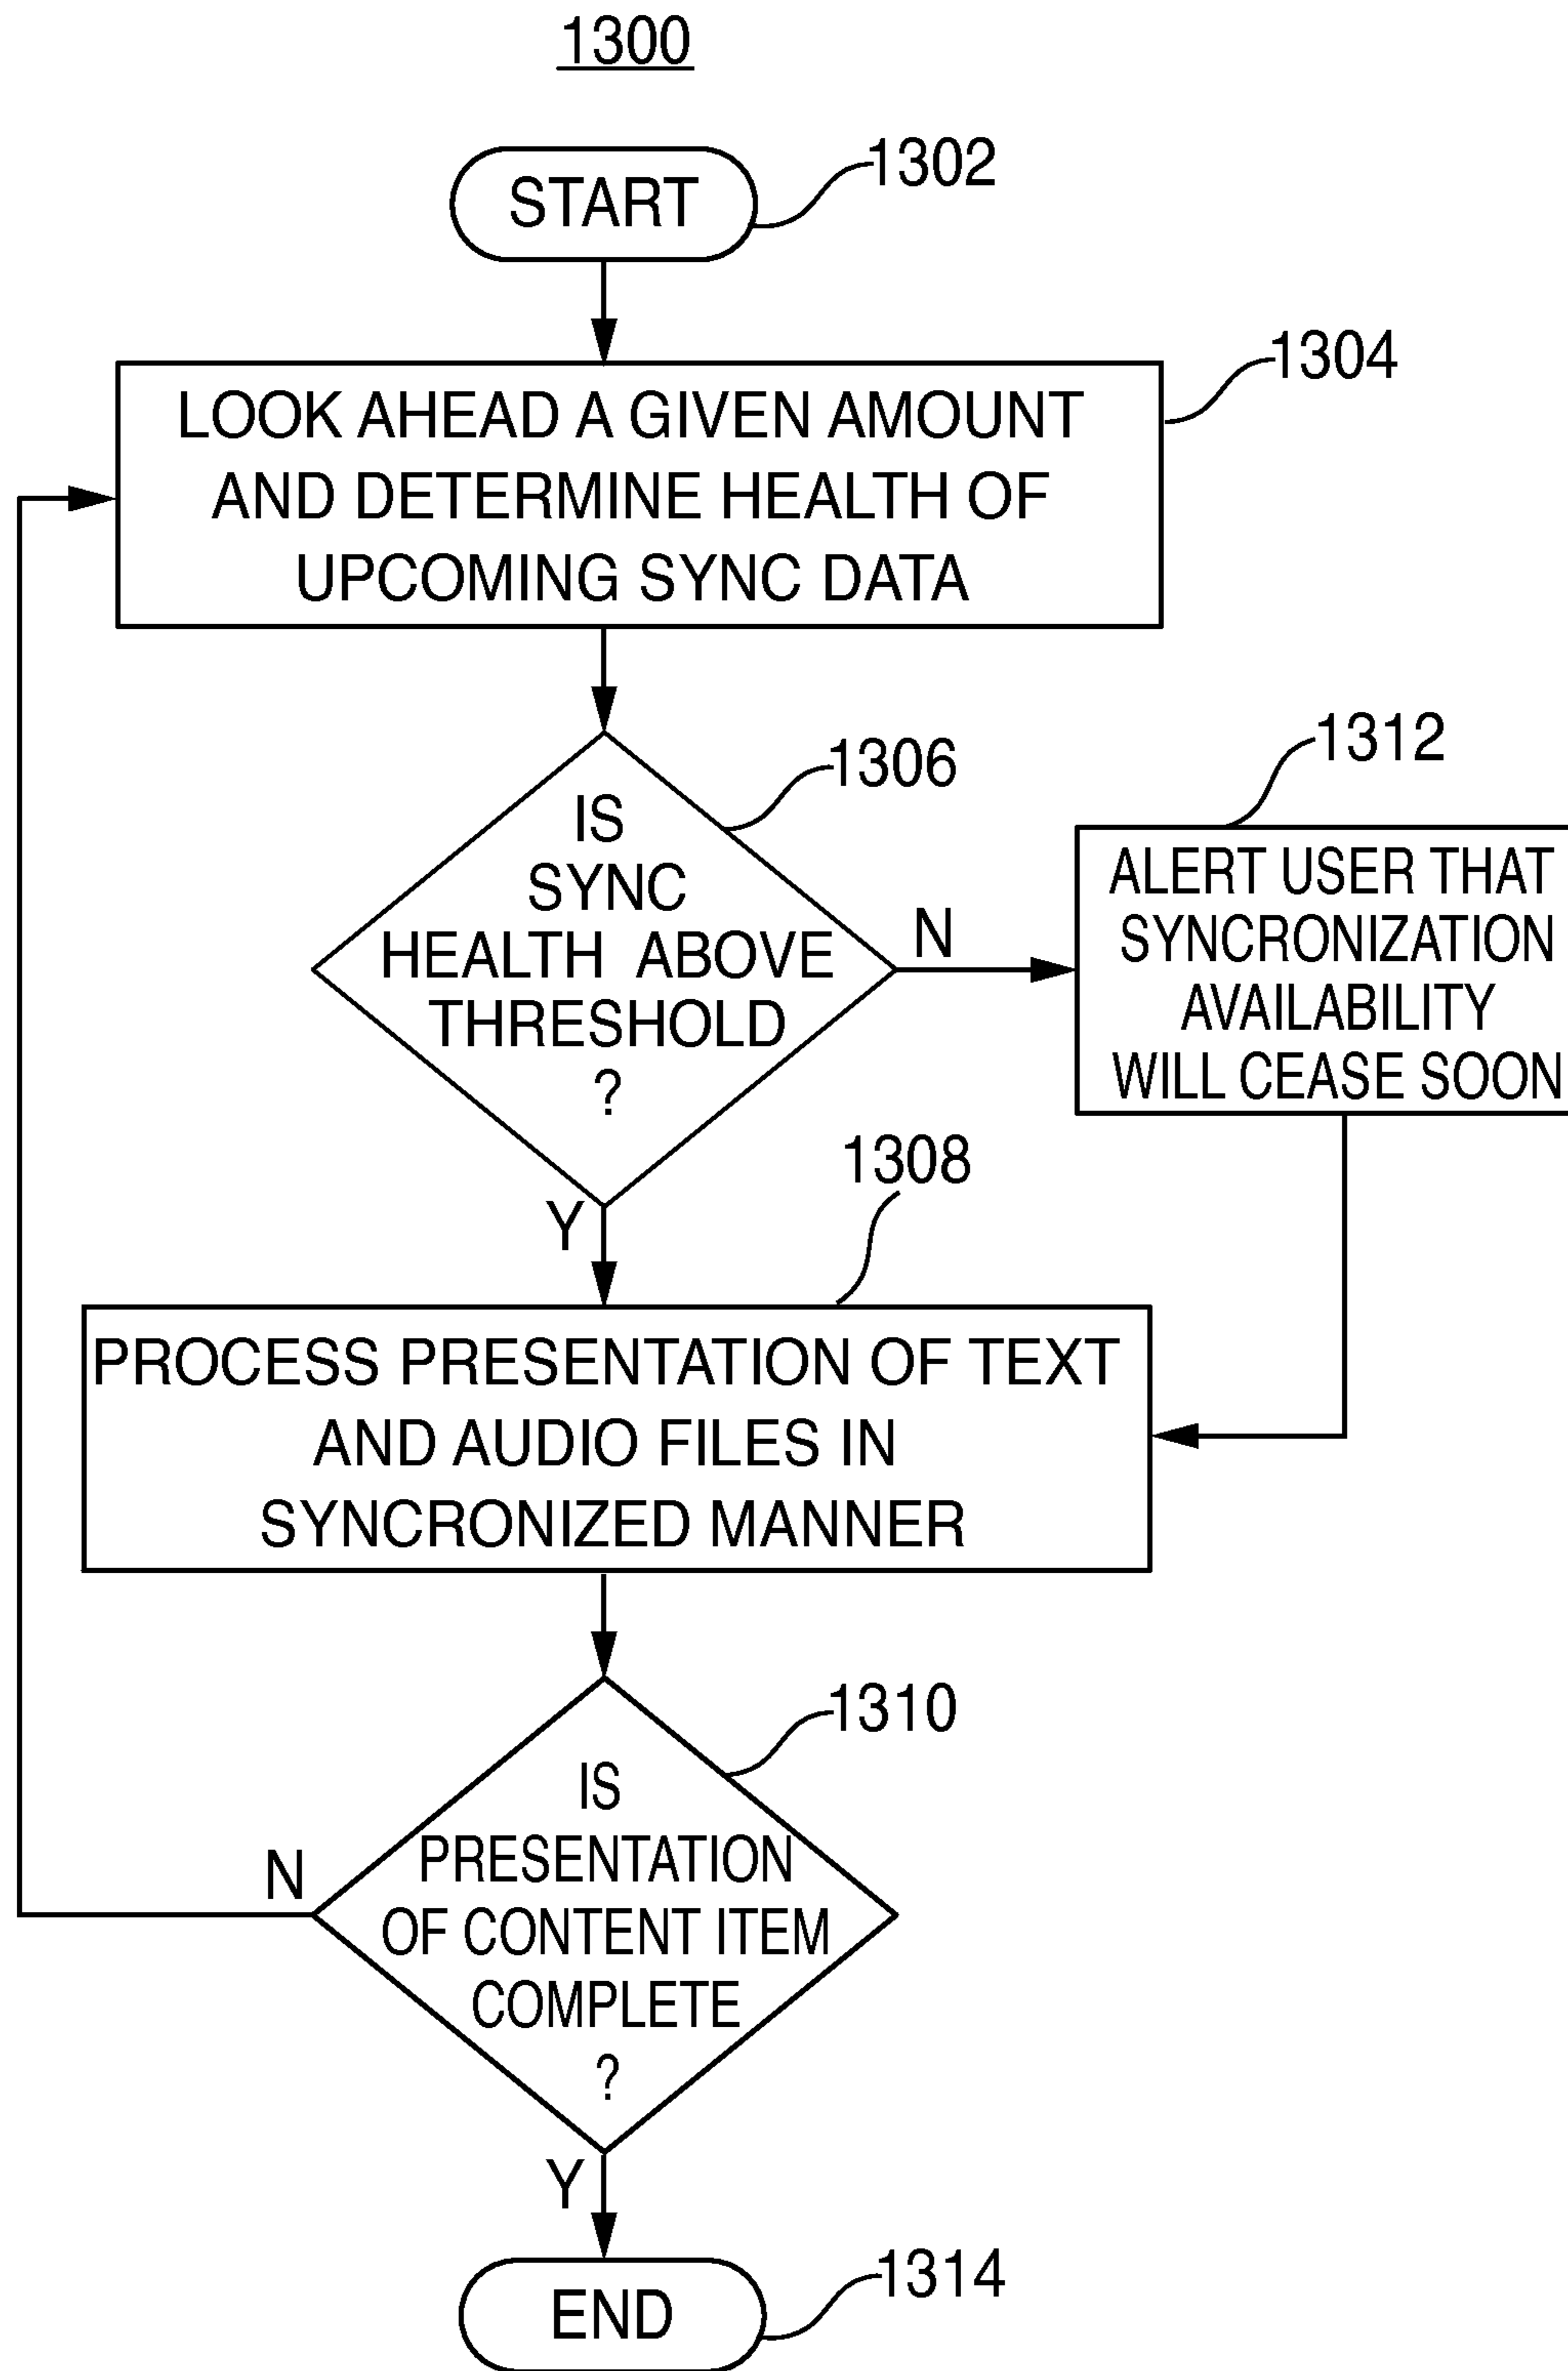 1300
START
1302
1304
LOOK AHEAD A GIVEN AMOUNT
AND DETERMINE HEALTH OF
UPCOMING SYNC DATA
1306
IS
SYNC
HEALTH ABOVE
THRESHOLD
?
N
1312
ALERT USER THAT
SYNCRONIZATION
AVAILABILITY
WILL CEASE SOON
Y
1308
PROCESS PRESENTATION OF TEXT
AND AUDIO FILES IN
SYNCRONIZED MANNER
1310
IS
PRESENTATION
OF CONTENT ITEM
COMPLETE
?
N
Y
END
1314